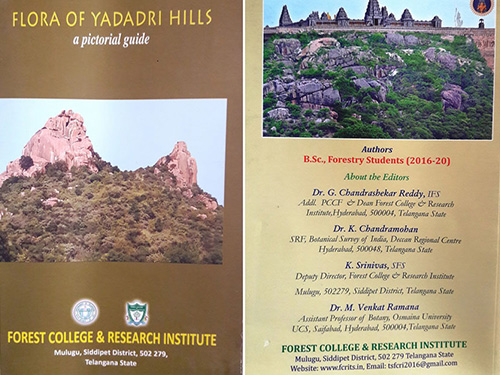 FLORA OF YADADRI HILLS
a pictorial guide
FOREST COLLEGE & RESEARCH INSTITUTE
Mulugu, Siddipet District, 502 279,
Telangana State
Authors
B.Sc., Forestry Students (2016-20)
About the Editors
Dr. G. Chandrashekar Reddy, IFS
Addl. PCCF & Dean Forest College & Research
Institute,Hyderabad, 500004, Telangana State
Dr. K. Chandramohan
SRF, Botanical Survey of India, Deccan Regional Centre
Hyderabad, 500048, Telangana State
K. Srinivas, SFS
Deputy Director, Forest College & Research Institute
Mulugu, 502279, Siddipet District, Telangana State
Dr. M. Venkat Ramana
Assistant Professor of Botany, Osmaina University
UCS, Saifabad, Hyderabad, 500004,Telangana State
FOREST COLLEGE & RESEARCH INSTITUTE
Mulugu, Siddipet District, 502 279 Telangana State
Website: www.fcrits.in, Email: tsfcri2016@gmail.com